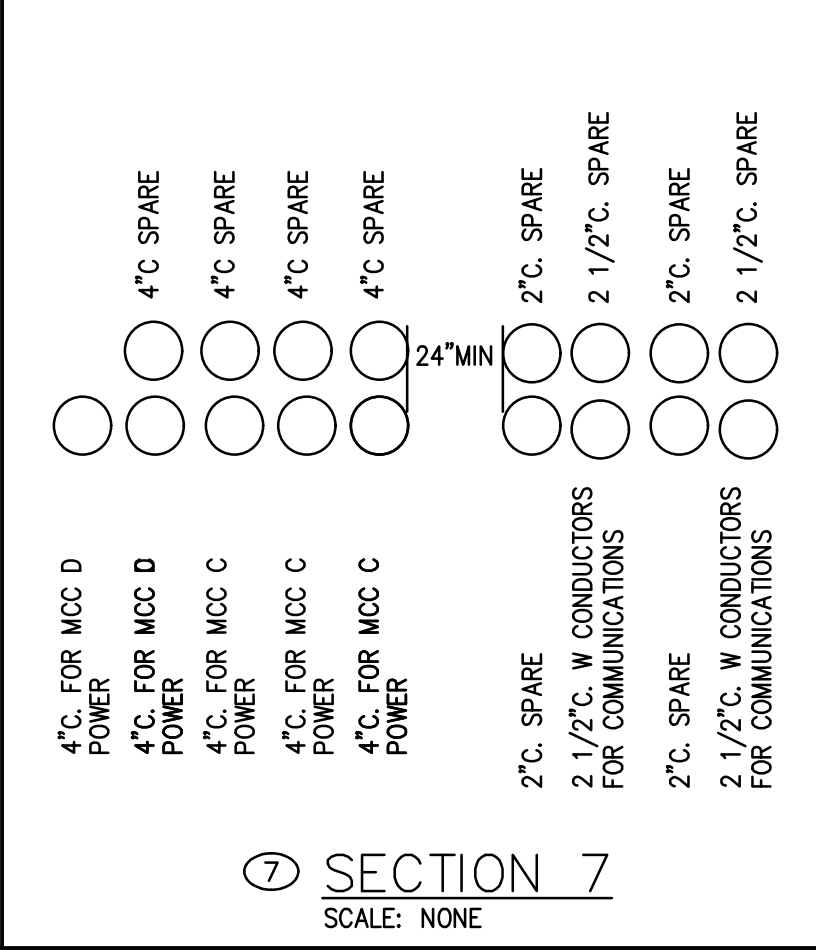 4"C SPARE
4"C SPARE
4"C SPARE
4"C SPARE
2"C. SPARE
2 1/2"C. SPARE
2"C. SPARE
2 1/2"C. SPARE
24"MIN
4"C. FOR MCC D
POWER
4"C. FOR MCC D
POWER
4"C. FOR MCC C
POWER
4"C. FOR MCC C
POWER
4"C. FOR MCC C
POWER
2"C. SPARE
2 1/2"C. W CONDUCTORS
FOR COMMUNICATIONS
2"C. SPARE
2 1/2"C. W CONDUCTORS
FOR COMMUNICATIONS
7 SECTION 7
SCALE: NONE